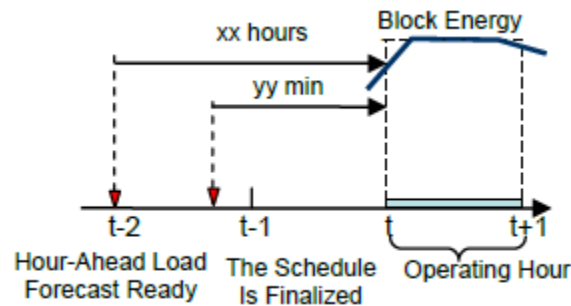 xx hours
Block Energy
yy min
t-2
t-1
t
t+1
Hour-Ahead Load
Forecast Ready
The Schedule
Is Finalized
Operating Hour